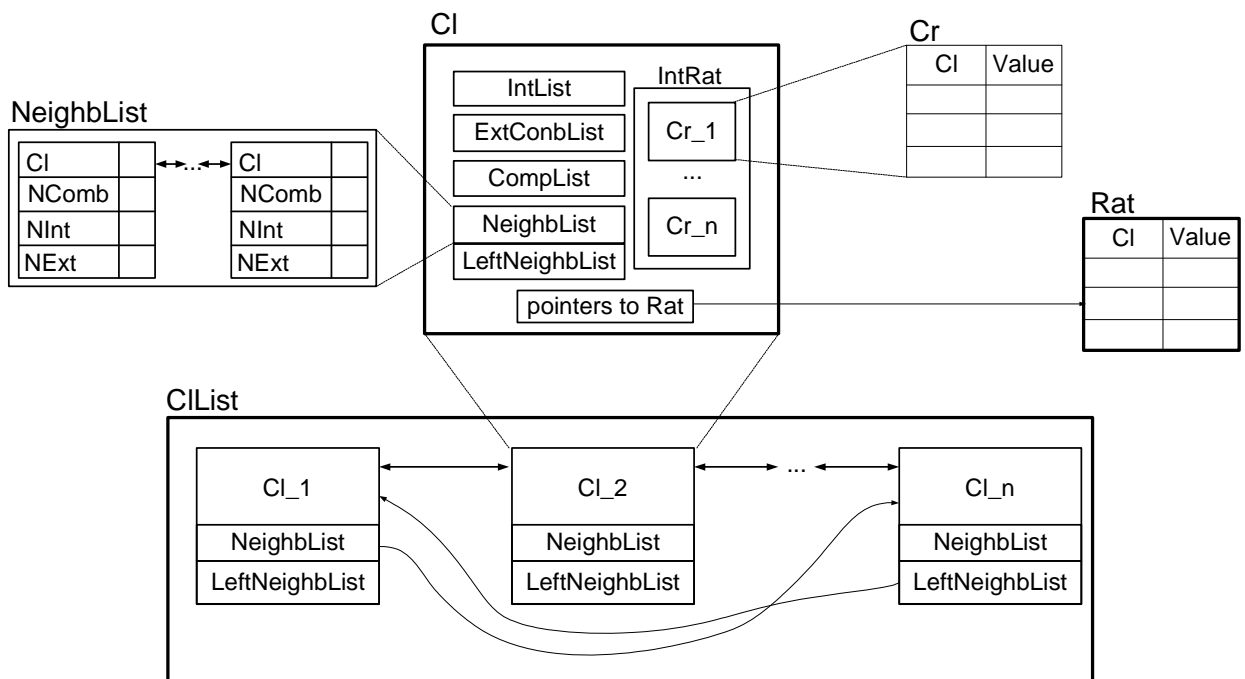 Cl
Cr
Cl Value
IntList
IntRat
ExtConbList
Cr_1
CompList
...
NeighbList
Cr_n
LeftNeighbList
pointers to Rat
NeighbList
Cl ... Cl
NComb NComb
NInt NInt
NExt NExt
Rat
Cl Value
ClList
Cl_1 Cl_2 ... Cl_n
NeighbList NeighbList NeighbList
LeftNeighbList LeftNeighbList LeftNeighbList